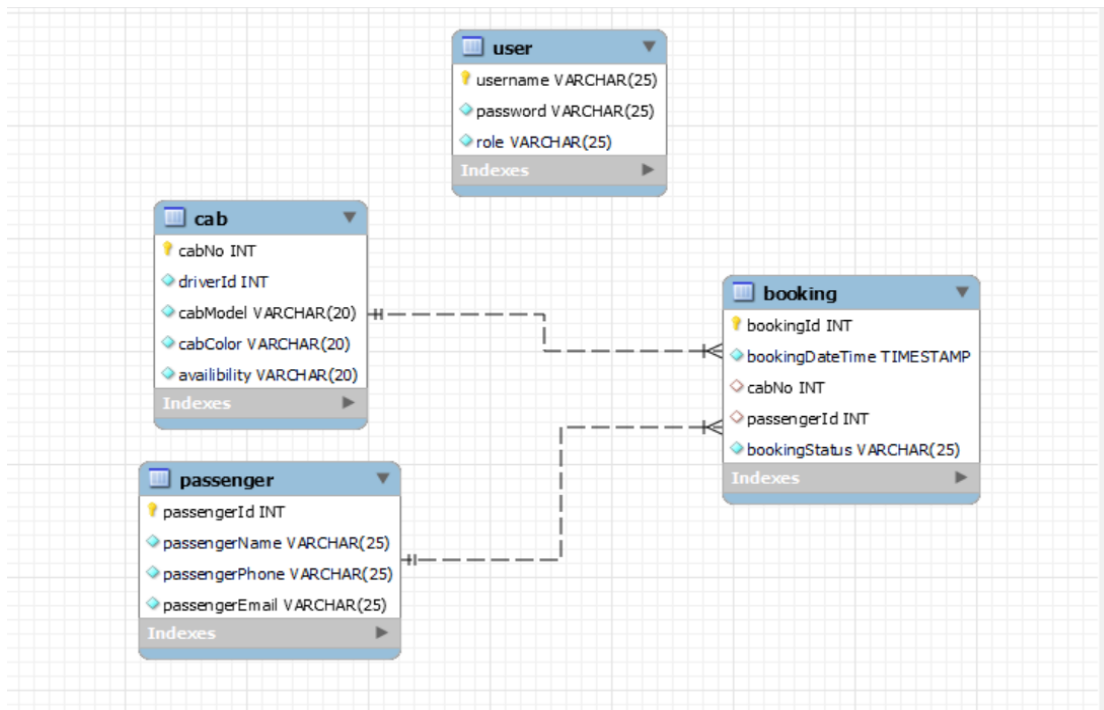 user
username VARCHAR(25)
password VARCHAR(25)
role VARCHAR(25)
Indexes
cab
cabNo INT
driverId INT
cabModel VARCHAR(20)
cabColor VARCHAR(20)
availibility VARCHAR(20)
Indexes
booking
bookingId INT
bookingDateTime TIMESTAMP
cabNo INT
passengerId INT
bookingStatus VARCHAR(25)
Indexes
passenger
passengerId INT
passengerName VARCHAR(25)
passengerPhone VARCHAR(25)
passengerEmail VARCHAR(25)
Indexes